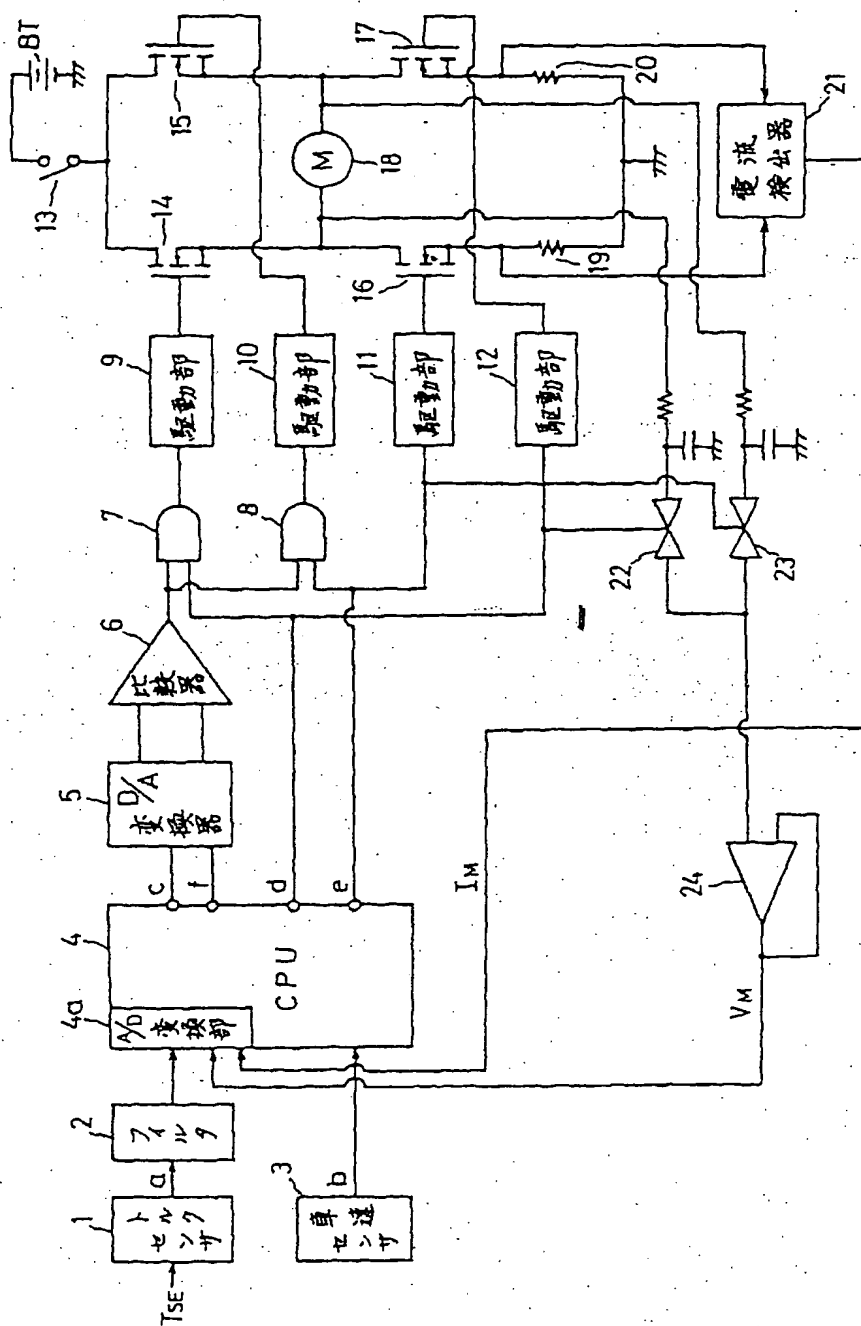 TSE
1
トルク
センサ
a
2
フィルタ
4a
A/D
変換部
4
CPU
c
f
d
e
5
D/A
変換器
6
比較器
7
8
9
駆動部
10
駆動部
11
駆動部
12
駆動部
13
BT
14
15
16
17
M
18
19
20
3
車速
センサ
b
IM
VM
24
22
23
電流
検出器
21